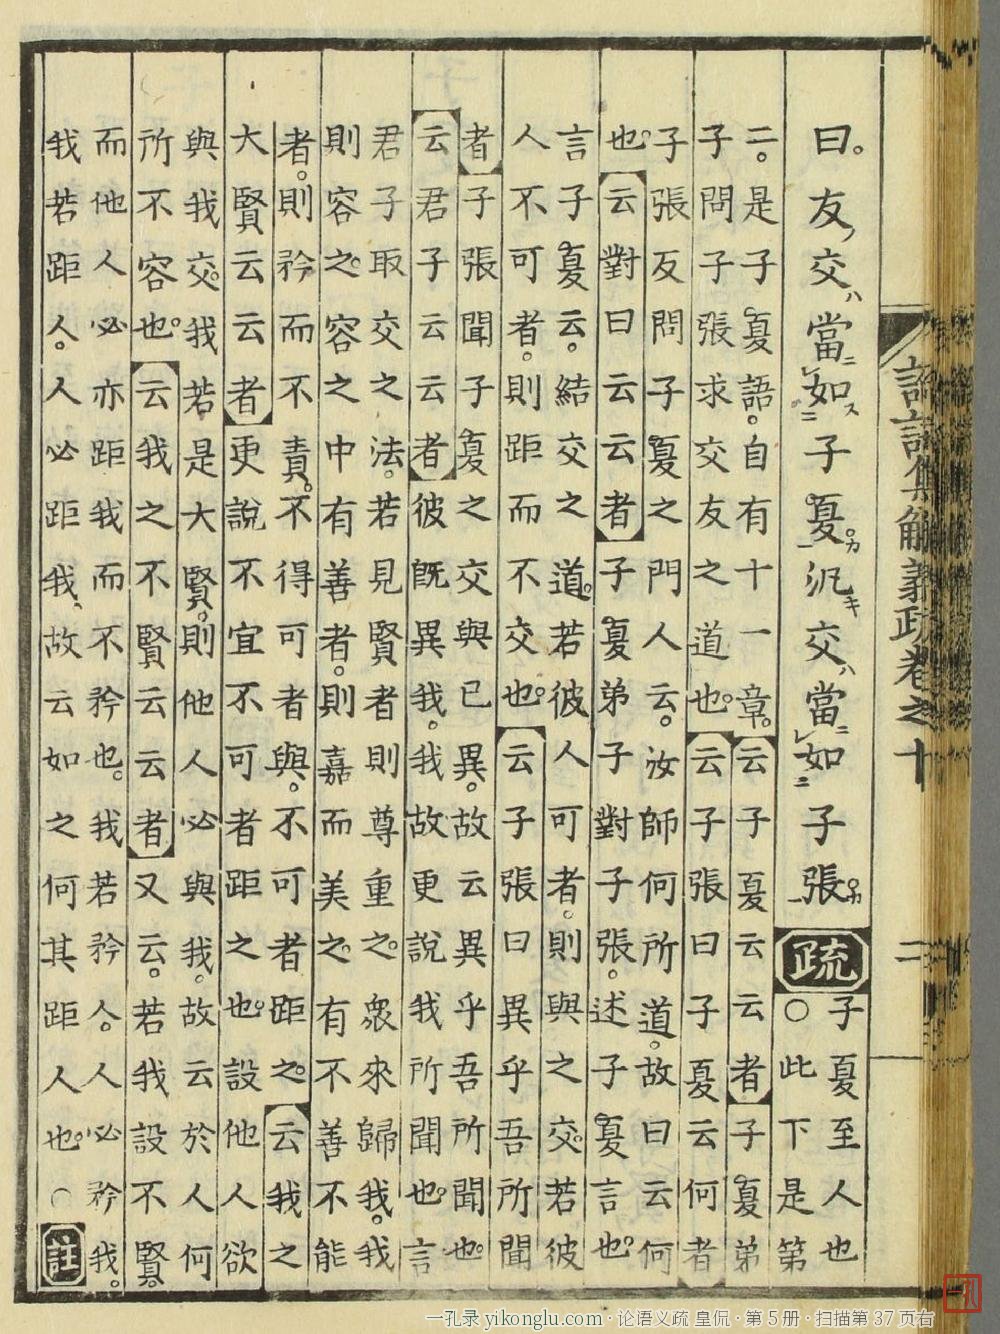 曰。友交當如子夏汎交當如子張疏子夏至人也
○此下是第
二。是子夏語。自有十一章。云子夏云云者子夏弟
子問子張求交友之道也。云子張曰子夏云何者
子張反問子夏之門人云。汝師何所道。故曰云何
也。云對曰云云者子夏弟子對子張。述子夏言也。
言子夏云。結交之道。若彼人可者。則與之交。若彼
人不可者。則距而不交也。云子張曰異乎吾所聞
者子張聞子夏之交與已異。故云異乎吾所聞也。
云君子云云者彼既異我。我故更說我所聞也。言
君子取交之法。若見賢者則尊重之。衆來歸我。我
則容之。容之中有善者。則嘉而美之。有不善不能
者。則矜而不責。不得可者與。不可者距之。云我之
大賢云云者更說不宜不可者距之也。設他人欲
與我交。我若是大賢。則他人必與我。故云於人何
所不容也。云我之不賢云云者又云。若我設不賢。
而他人必亦距我而不矜也。我若矜人。人必矜我。
我若距人。人必距我、故云如之何其距人也。○註
論語集解義疏卷之十
二
一孔录 yikonglu.com · 论语义疏 皇侃 · 第 5 册 · 扫描第 37 页右